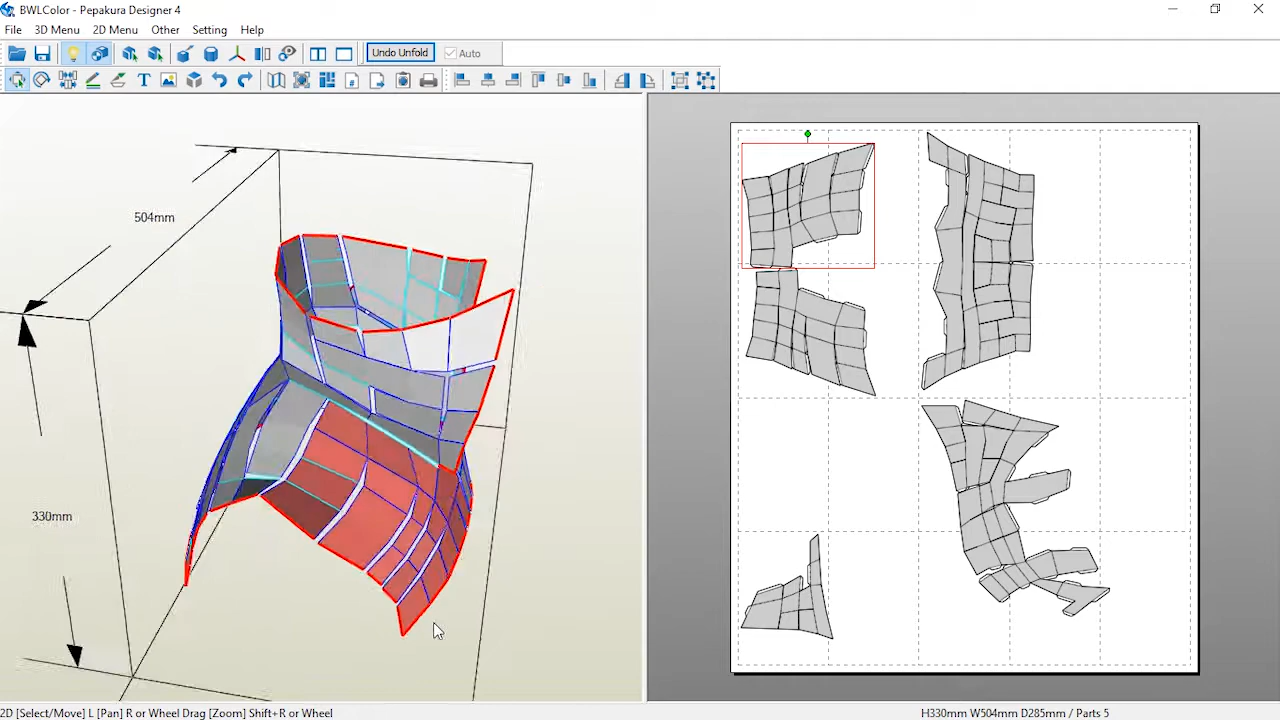 BWLColor - Pepakura Designer 4
File 3D Menu 2D Menu Other Setting Help
Undo Unfold Auto
504mm
330mm
2D [Select/Move] L [Pan] R or Wheel Drag [Zoom] Shift+R or Wheel H330mm W504mm D285mm / Parts 5